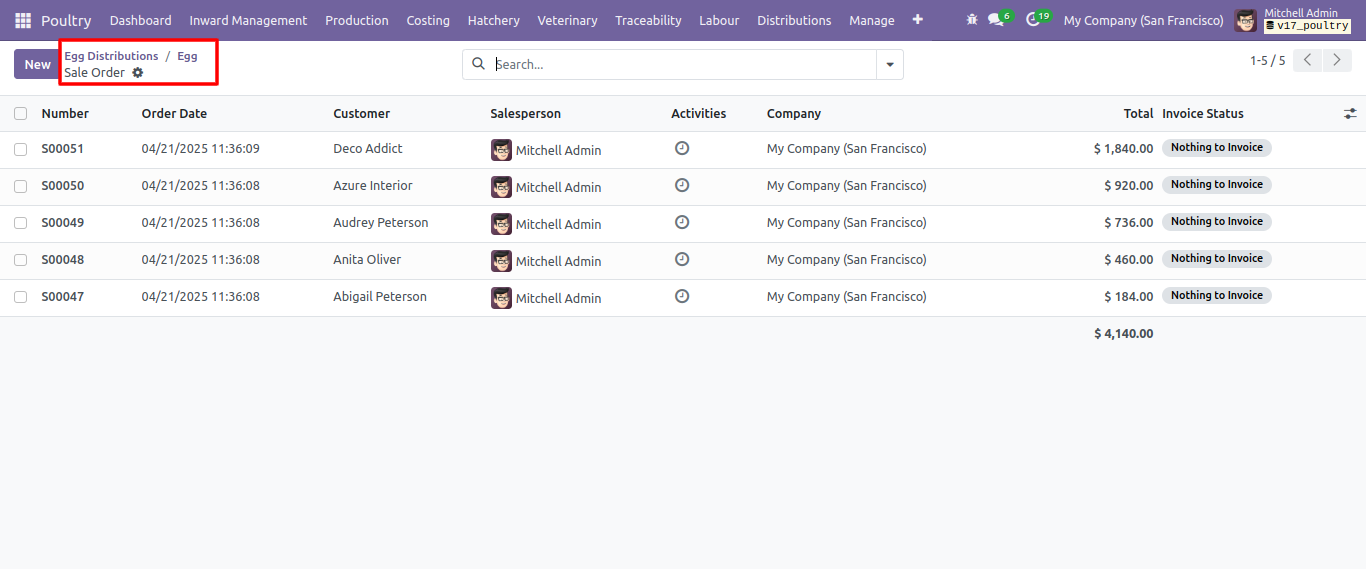 Poultry Dashboard Inward Management Production Costing Hatchery Veterinary Traceability Labour Distributions Manage 6 19 My Company (San Francisco) Mitchell Admin
v17_poultry
New Egg Distributions / Egg
Sale Order
Search...
1-5 / 5
Number Order Date Customer Salesperson Activities Company Total Invoice Status
S00051 04/21/2025 11:36:09 Deco Addict Mitchell Admin My Company (San Francisco) $ 1,840.00 Nothing to Invoice
S00050 04/21/2025 11:36:08 Azure Interior Mitchell Admin My Company (San Francisco) $ 920.00 Nothing to Invoice
S00049 04/21/2025 11:36:08 Audrey Peterson Mitchell Admin My Company (San Francisco) $ 736.00 Nothing to Invoice
S00048 04/21/2025 11:36:08 Anita Oliver Mitchell Admin My Company (San Francisco) $ 460.00 Nothing to Invoice
S00047 04/21/2025 11:36:08 Abigail Peterson Mitchell Admin My Company (San Francisco) $ 184.00 Nothing to Invoice
$ 4,140.00